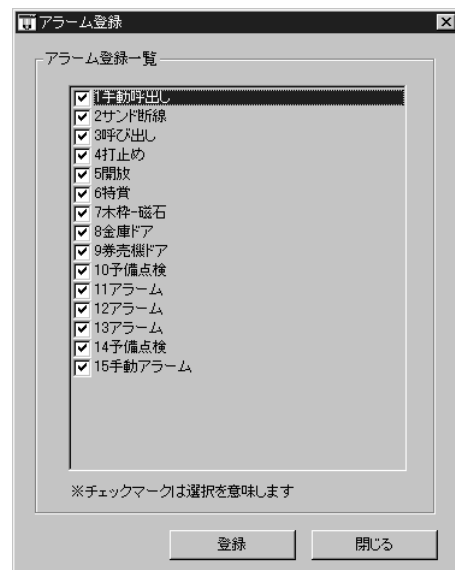 アラーム登録
アラーム登録一覧
1手動呼出し
2サンド断線
3呼び出し
4打止め
5開放
6特賞
7木枠-磁石
8金庫ドア
9券売機ドア
10予備点検
11アラーム
12アラーム
13アラーム
14予備点検
15手動アラーム
※チェックマークは選択を意味します
登録
閉じる